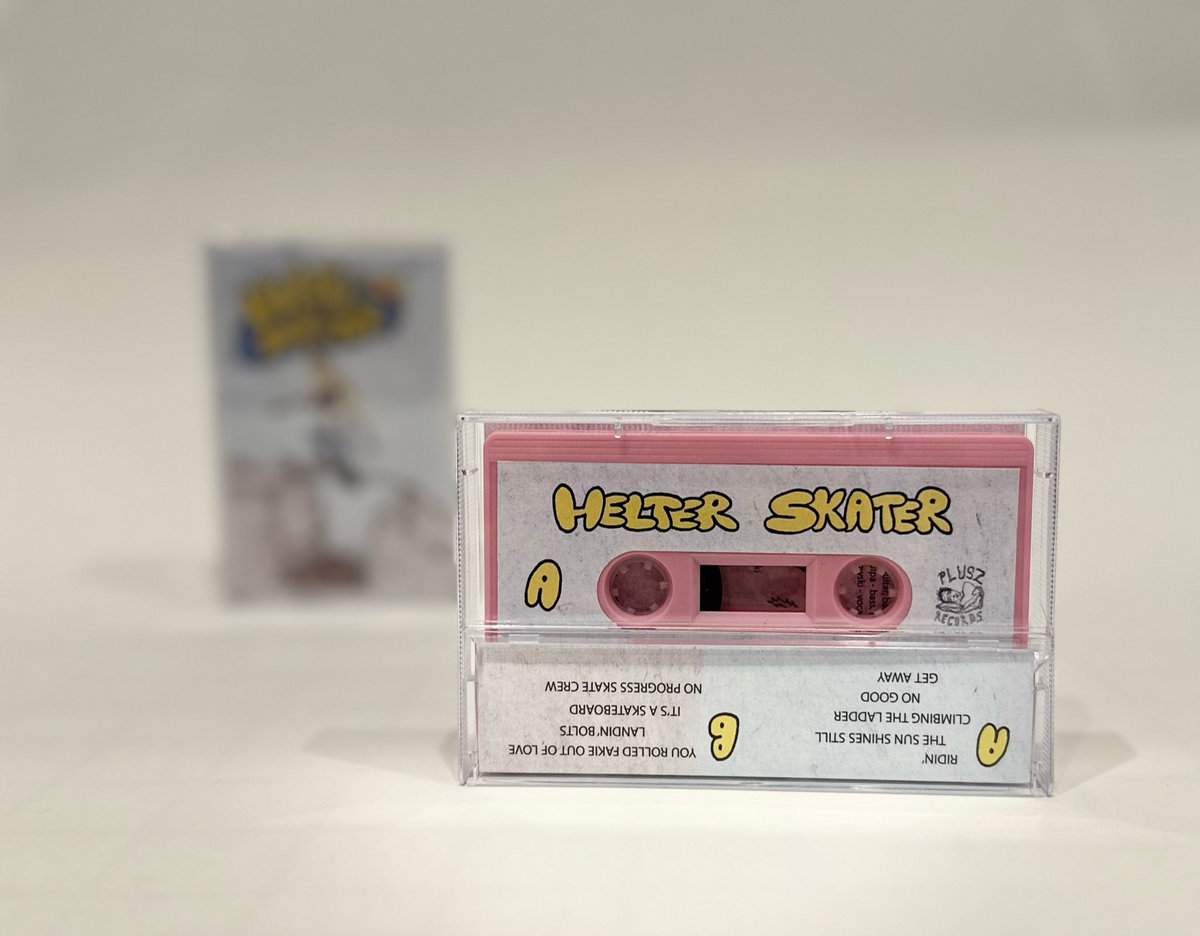 HELTER SKATER
A
PLUSZ
RECORDS
A
RIDIN'
THE SUN SHINES STILL
CLIMBING THE LADDER
NO GOOD
GET AWAY
B
YOU ROLLED FAKIE OUT OF LOVE
LANDIN' BOLTS
IT'S A SKATEBOARD
NO PROGRESS SKATE CREW